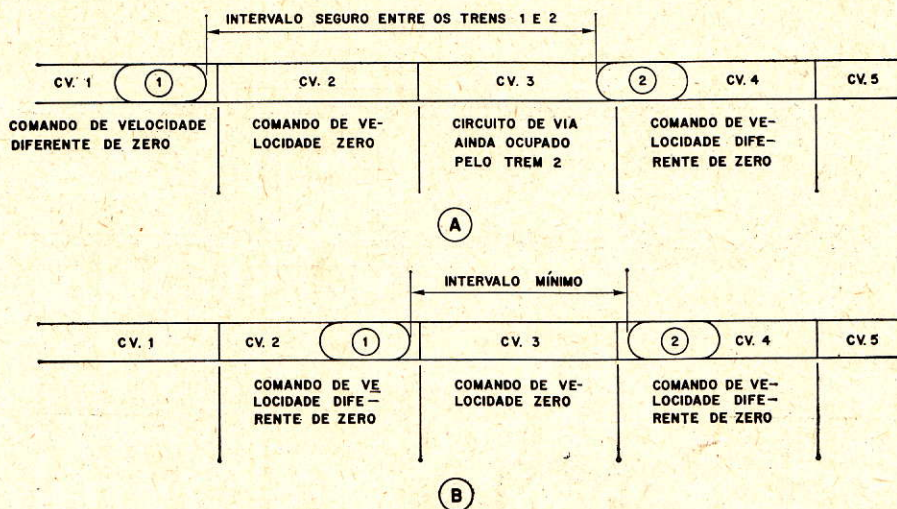 INTERVALO SEGURO ENTRE OS TRENS 1 E 2
CV. 1 1 CV. 2 CV. 3 2 CV. 4 CV. 5
COMANDO DE VELOCIDADE
DIFERENTE DE ZERO
COMANDO DE VE-
LOCIDADE ZERO
CIRCUITO DE VIA
AINDA OCUPADO
PELO TREM 2
COMANDO DE VE-
LOCIDADE DIFE-
RENTE DE ZERO
A
INTERVALO MÍNIMO
CV. 1 CV. 2 1 CV. 3 2 CV. 4 CV. 5
COMANDO DE VE
LOCIDADE DIFE-
RENTE DE ZERO
COMANDO DE VE-
LOCIDADE ZERO
COMANDO DE VE-
LOCIDADE DIFE-
RENTE DE ZERO
B